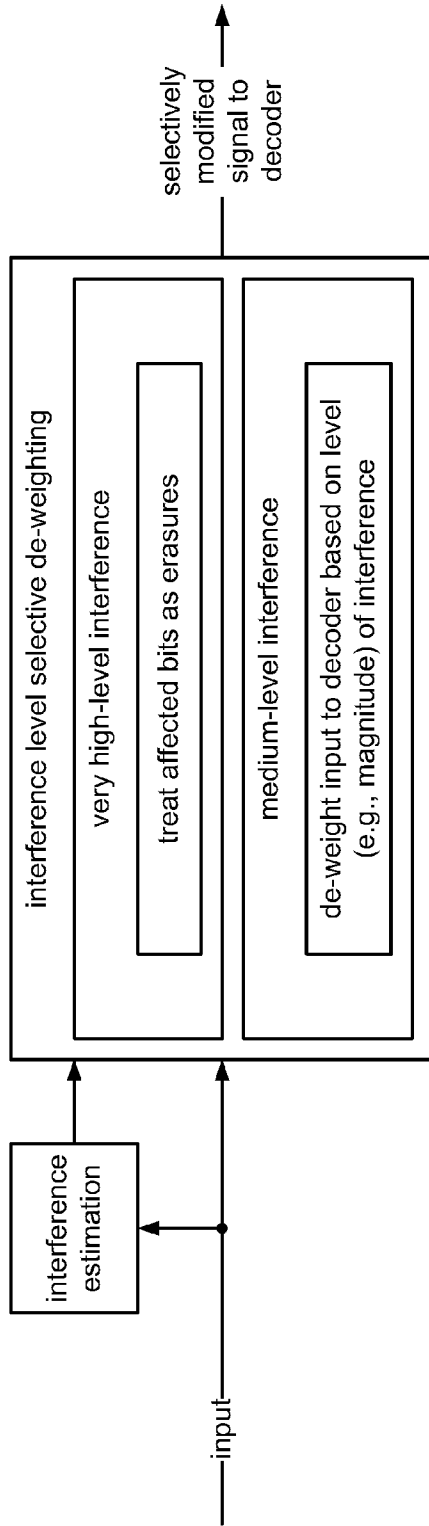 input
interference
estimation
interference level selective de-weighting
very high-level interference
treat affected bits as erasures
medium-level interference
de-weight input to decoder based on level
(e.g., magnitude) of interference
selectively
modified
signal to
decoder